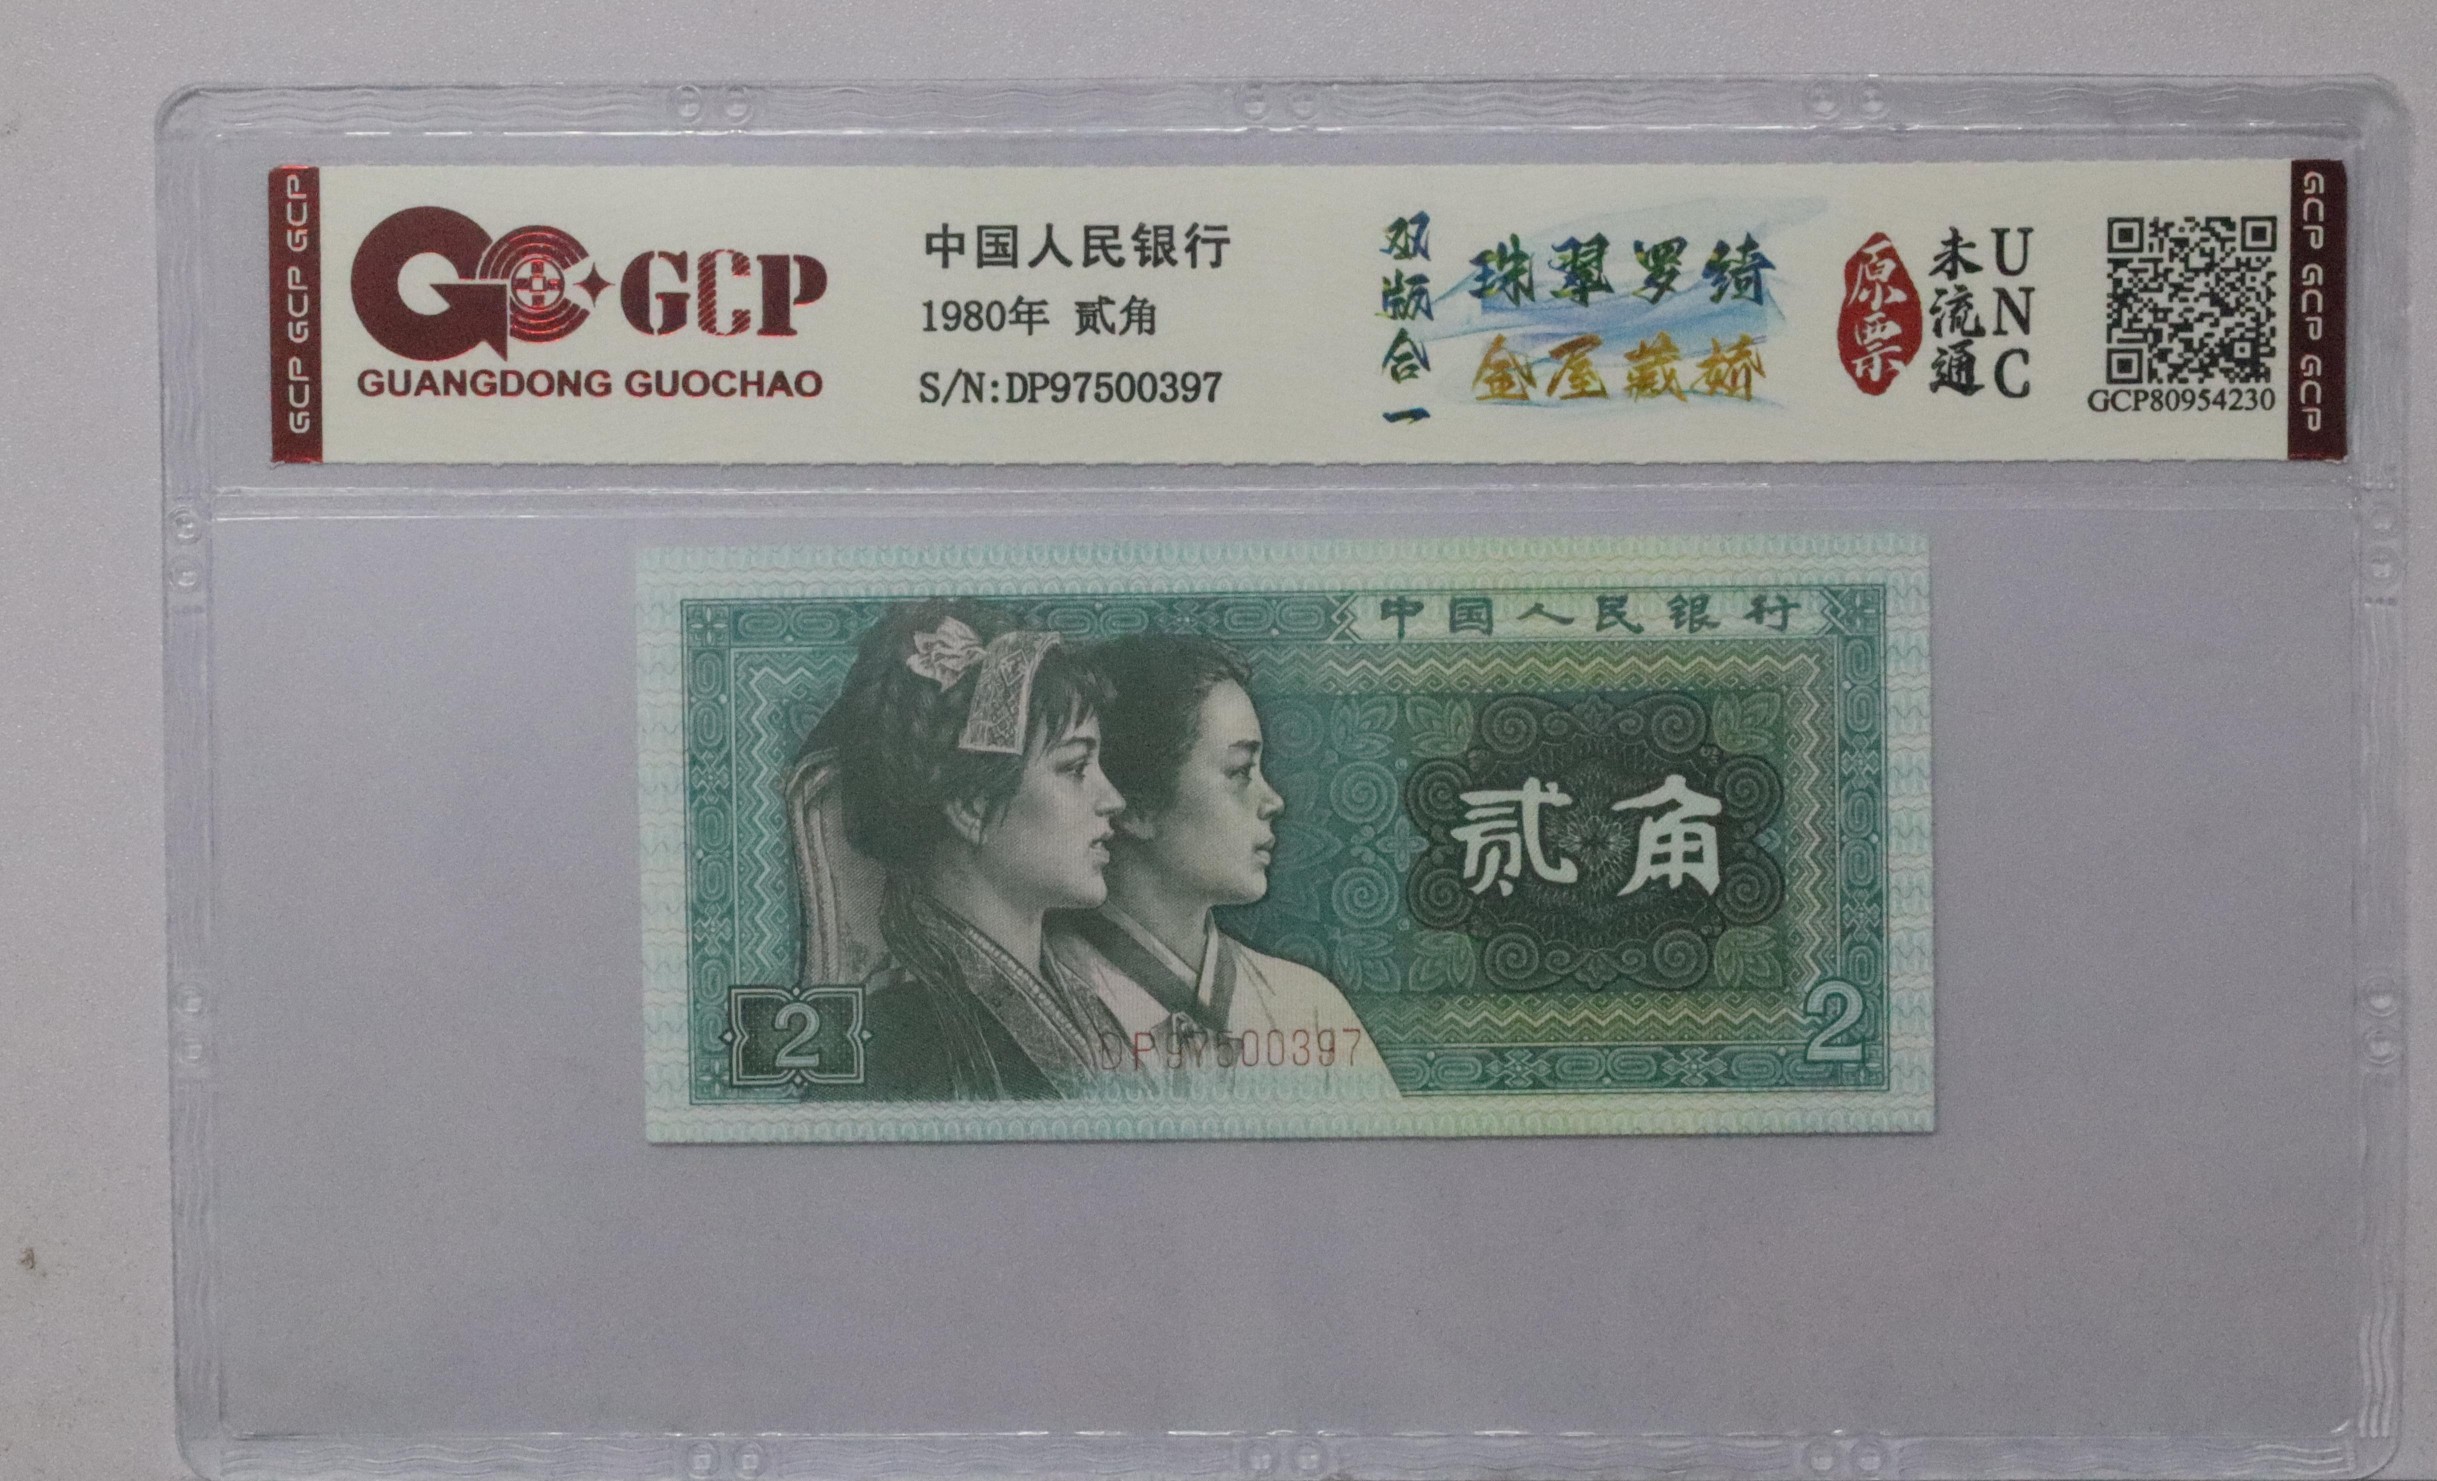 GCP GCP GCP
GCP
GUANGDONG GUOCHAO
中国人民银行
1980年 贰角
S/N:DP97500397
双版合一
珠翠罗绮
金屋藏娇
原票
未流通
UNC
GCP80954230
GCP GCP GCP
中国人民银行
贰角
2
DP97500397
2